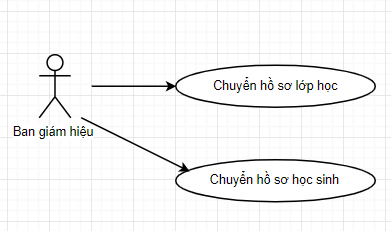 Chuyển hồ sơ lớp học
Ban giám hiệu
Chuyển hồ sơ học sinh